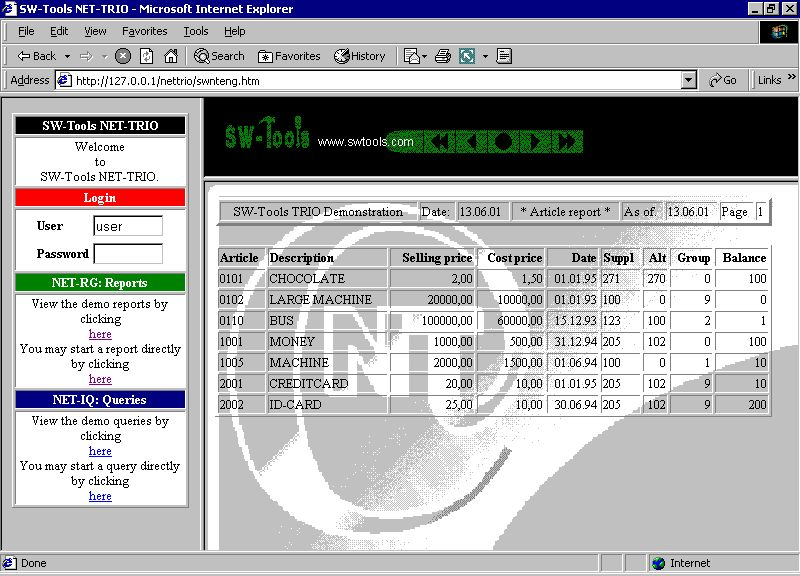 SW-Tools NET-TRIO - Microsoft Internet Explorer
File Edit View Favorites Tools Help
Back Search Favorites History
Address http://127.0.0.1/nettrio/swnteng.htm Go Links »
SW-Tools NET-TRIO
Welcome
to
SW-Tools NET-TRIO.
Login
User user
Password
NET-RG: Reports
View the demo reports by
clicking
here
You may start a report directly
by clicking
here
NET-IQ: Queries
View the demo queries by
clicking
here
You may start a query directly
by clicking
here
SW-Tools www.swtools.com
SW-Tools TRIO Demonstration Date: 13.06.01 * Article report * As of: 13.06.01 Page 1
Article Description Selling price Cost price Date Suppl Alt Group Balance
0101 CHOCOLATE 2,00 1,50 01.01.95 271 270 0 100
0102 LARGE MACHINE 20000,00 10000,00 01.01.93 100 0 9 0
0110 BUS 100000,00 60000,00 15.12.93 123 100 2 1
1001 MONEY 1000,00 500,00 31.12.94 205 102 0 100
1005 MACHINE 2000,00 1500,00 01.06.94 100 0 1 10
2001 CREDITCARD 20,00 10,00 01.01.95 205 102 9 10
2002 ID-CARD 25,00 10,00 30.06.94 205 102 9 200
NT
Done Internet